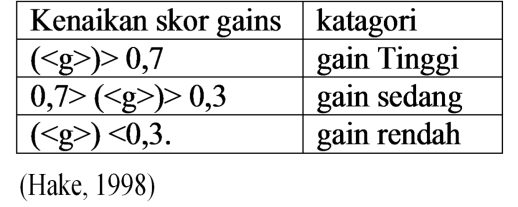 Kenaikan skor gains katagori
(<g>)> 0,7 gain Tinggi
0,7> (<g>)> 0,3 gain sedang
(<g>) <0,3. gain rendah
(Hake, 1998)